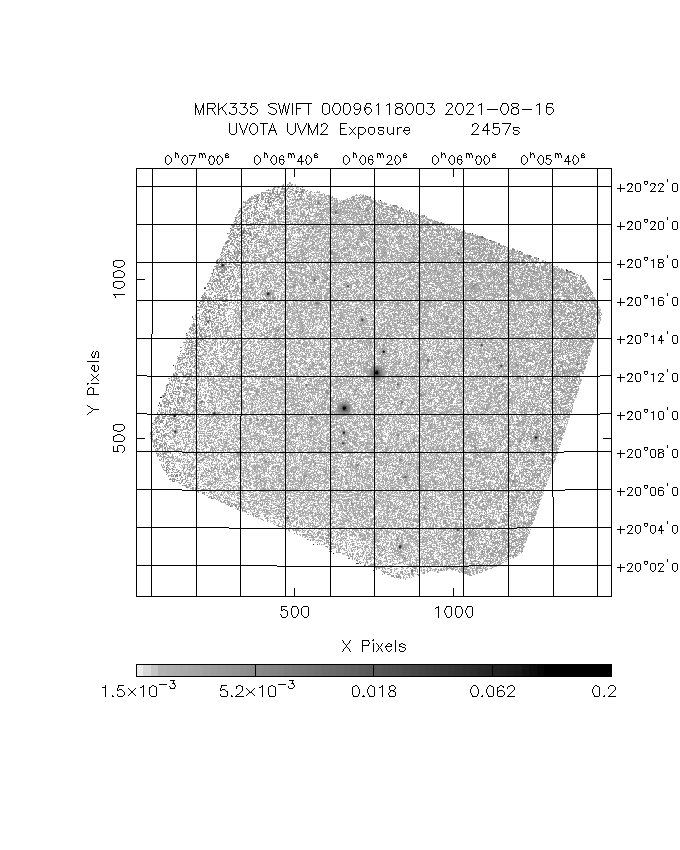 MRK335 SWIFT 00096118003 2021-08-16
UVOTA UVM2 Exposure 2457s
0ʰ07ᵐ00ˢ 0ʰ06ᵐ40ˢ 0ʰ06ᵐ20ˢ 0ʰ06ᵐ00ˢ 0ʰ05ᵐ40ˢ
+20°22'0
+20°20'0
+20°18'0
+20°16'0
+20°14'0
+20°12'0
+20°10'0
+20°08'0
+20°06'0
+20°04'0
+20°02'0
1000
500
Y Pixels
500 1000
X Pixels
1.5×10⁻³ 5.2×10⁻³ 0.018 0.062 0.2